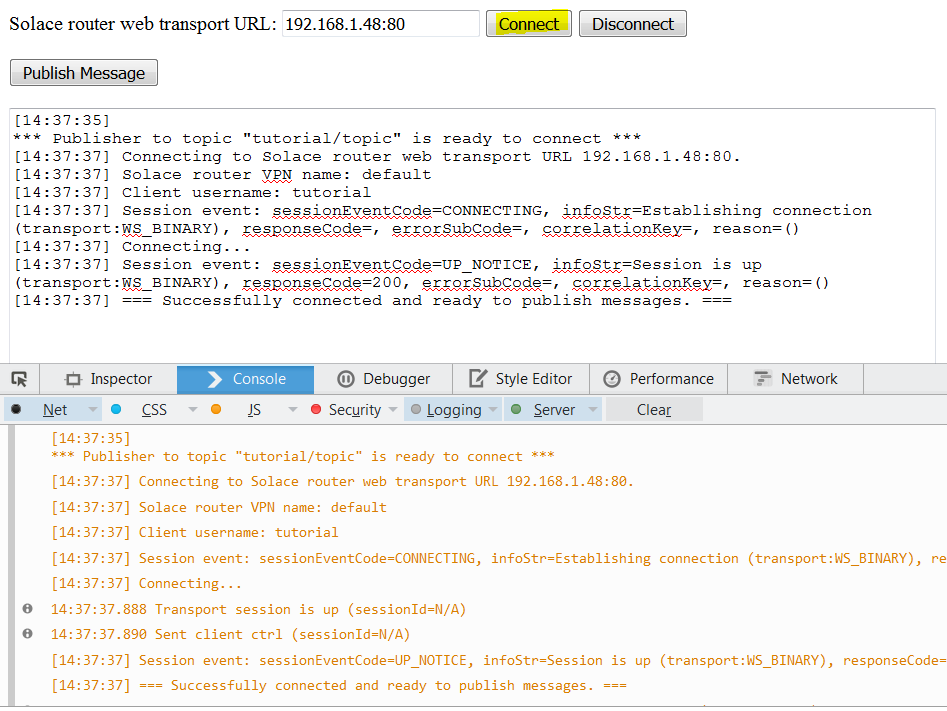 Solace router web transport URL: 192.168.1.48:80 Connect Disconnect
Publish Message
[14:37:35]
*** Publisher to topic "tutorial/topic" is ready to connect ***
[14:37:37] Connecting to Solace router web transport URL 192.168.1.48:80.
[14:37:37] Solace router VPN name: default
[14:37:37] Client username: tutorial
[14:37:37] Session event: sessionEventCode=CONNECTING, infoStr=Establishing connection
(transport:WS_BINARY), responseCode=, errorSubCode=, correlationKey=, reason=()
[14:37:37] Connecting...
[14:37:37] Session event: sessionEventCode=UP_NOTICE, infoStr=Session is up
(transport:WS_BINARY), responseCode=200, errorSubCode=, correlationKey=, reason=()
[14:37:37] === Successfully connected and ready to publish messages. ===
Inspector Console Debugger Style Editor Performance Network
Net CSS JS Security Logging Server Clear
[14:37:35]
*** Publisher to topic "tutorial/topic" is ready to connect ***
[14:37:37] Connecting to Solace router web transport URL 192.168.1.48:80.
[14:37:37] Solace router VPN name: default
[14:37:37] Client username: tutorial
[14:37:37] Session event: sessionEventCode=CONNECTING, infoStr=Establishing connection (transport:WS_BINARY), re
[14:37:37] Connecting...
14:37:37.888 Transport session is up (sessionId=N/A)
14:37:37.890 Sent client ctrl (sessionId=N/A)
[14:37:37] Session event: sessionEventCode=UP_NOTICE, infoStr=Session is up (transport:WS_BINARY), responseCode=
[14:37:37] === Successfully connected and ready to publish messages. ===